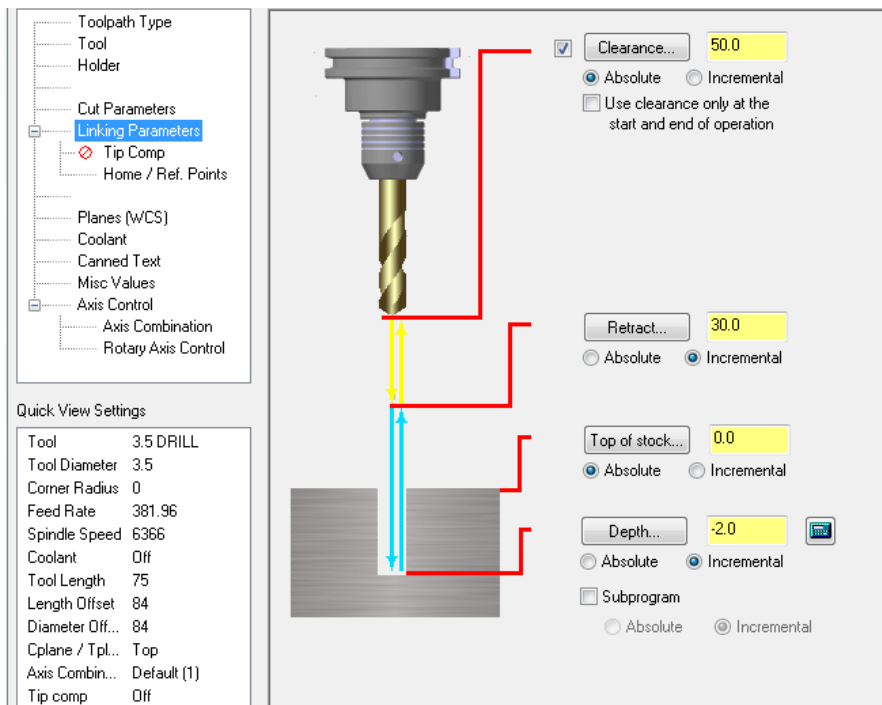 Toolpath Type
Tool
Holder
Cut Parameters
Linking Parameters
Tip Comp
Home / Ref. Points
Planes (WCS)
Coolant
Canned Text
Misc Values
Axis Control
Axis Combination
Rotary Axis Control
Quick View Settings
Tool 3.5 DRILL
Tool Diameter 3.5
Corner Radius 0
Feed Rate 381.96
Spindle Speed 6366
Coolant Off
Tool Length 75
Length Offset 84
Diameter Off... 84
Cplane / Tpl... Top
Axis Combin... Default (1)
Tip comp Off
Clearance... 50.0
Absolute Incremental
Use clearance only at the
start and end of operation
Retract... 30.0
Absolute Incremental
Top of stock... 0.0
Absolute Incremental
Depth... -2.0
Absolute Incremental
Subprogram
Absolute Incremental